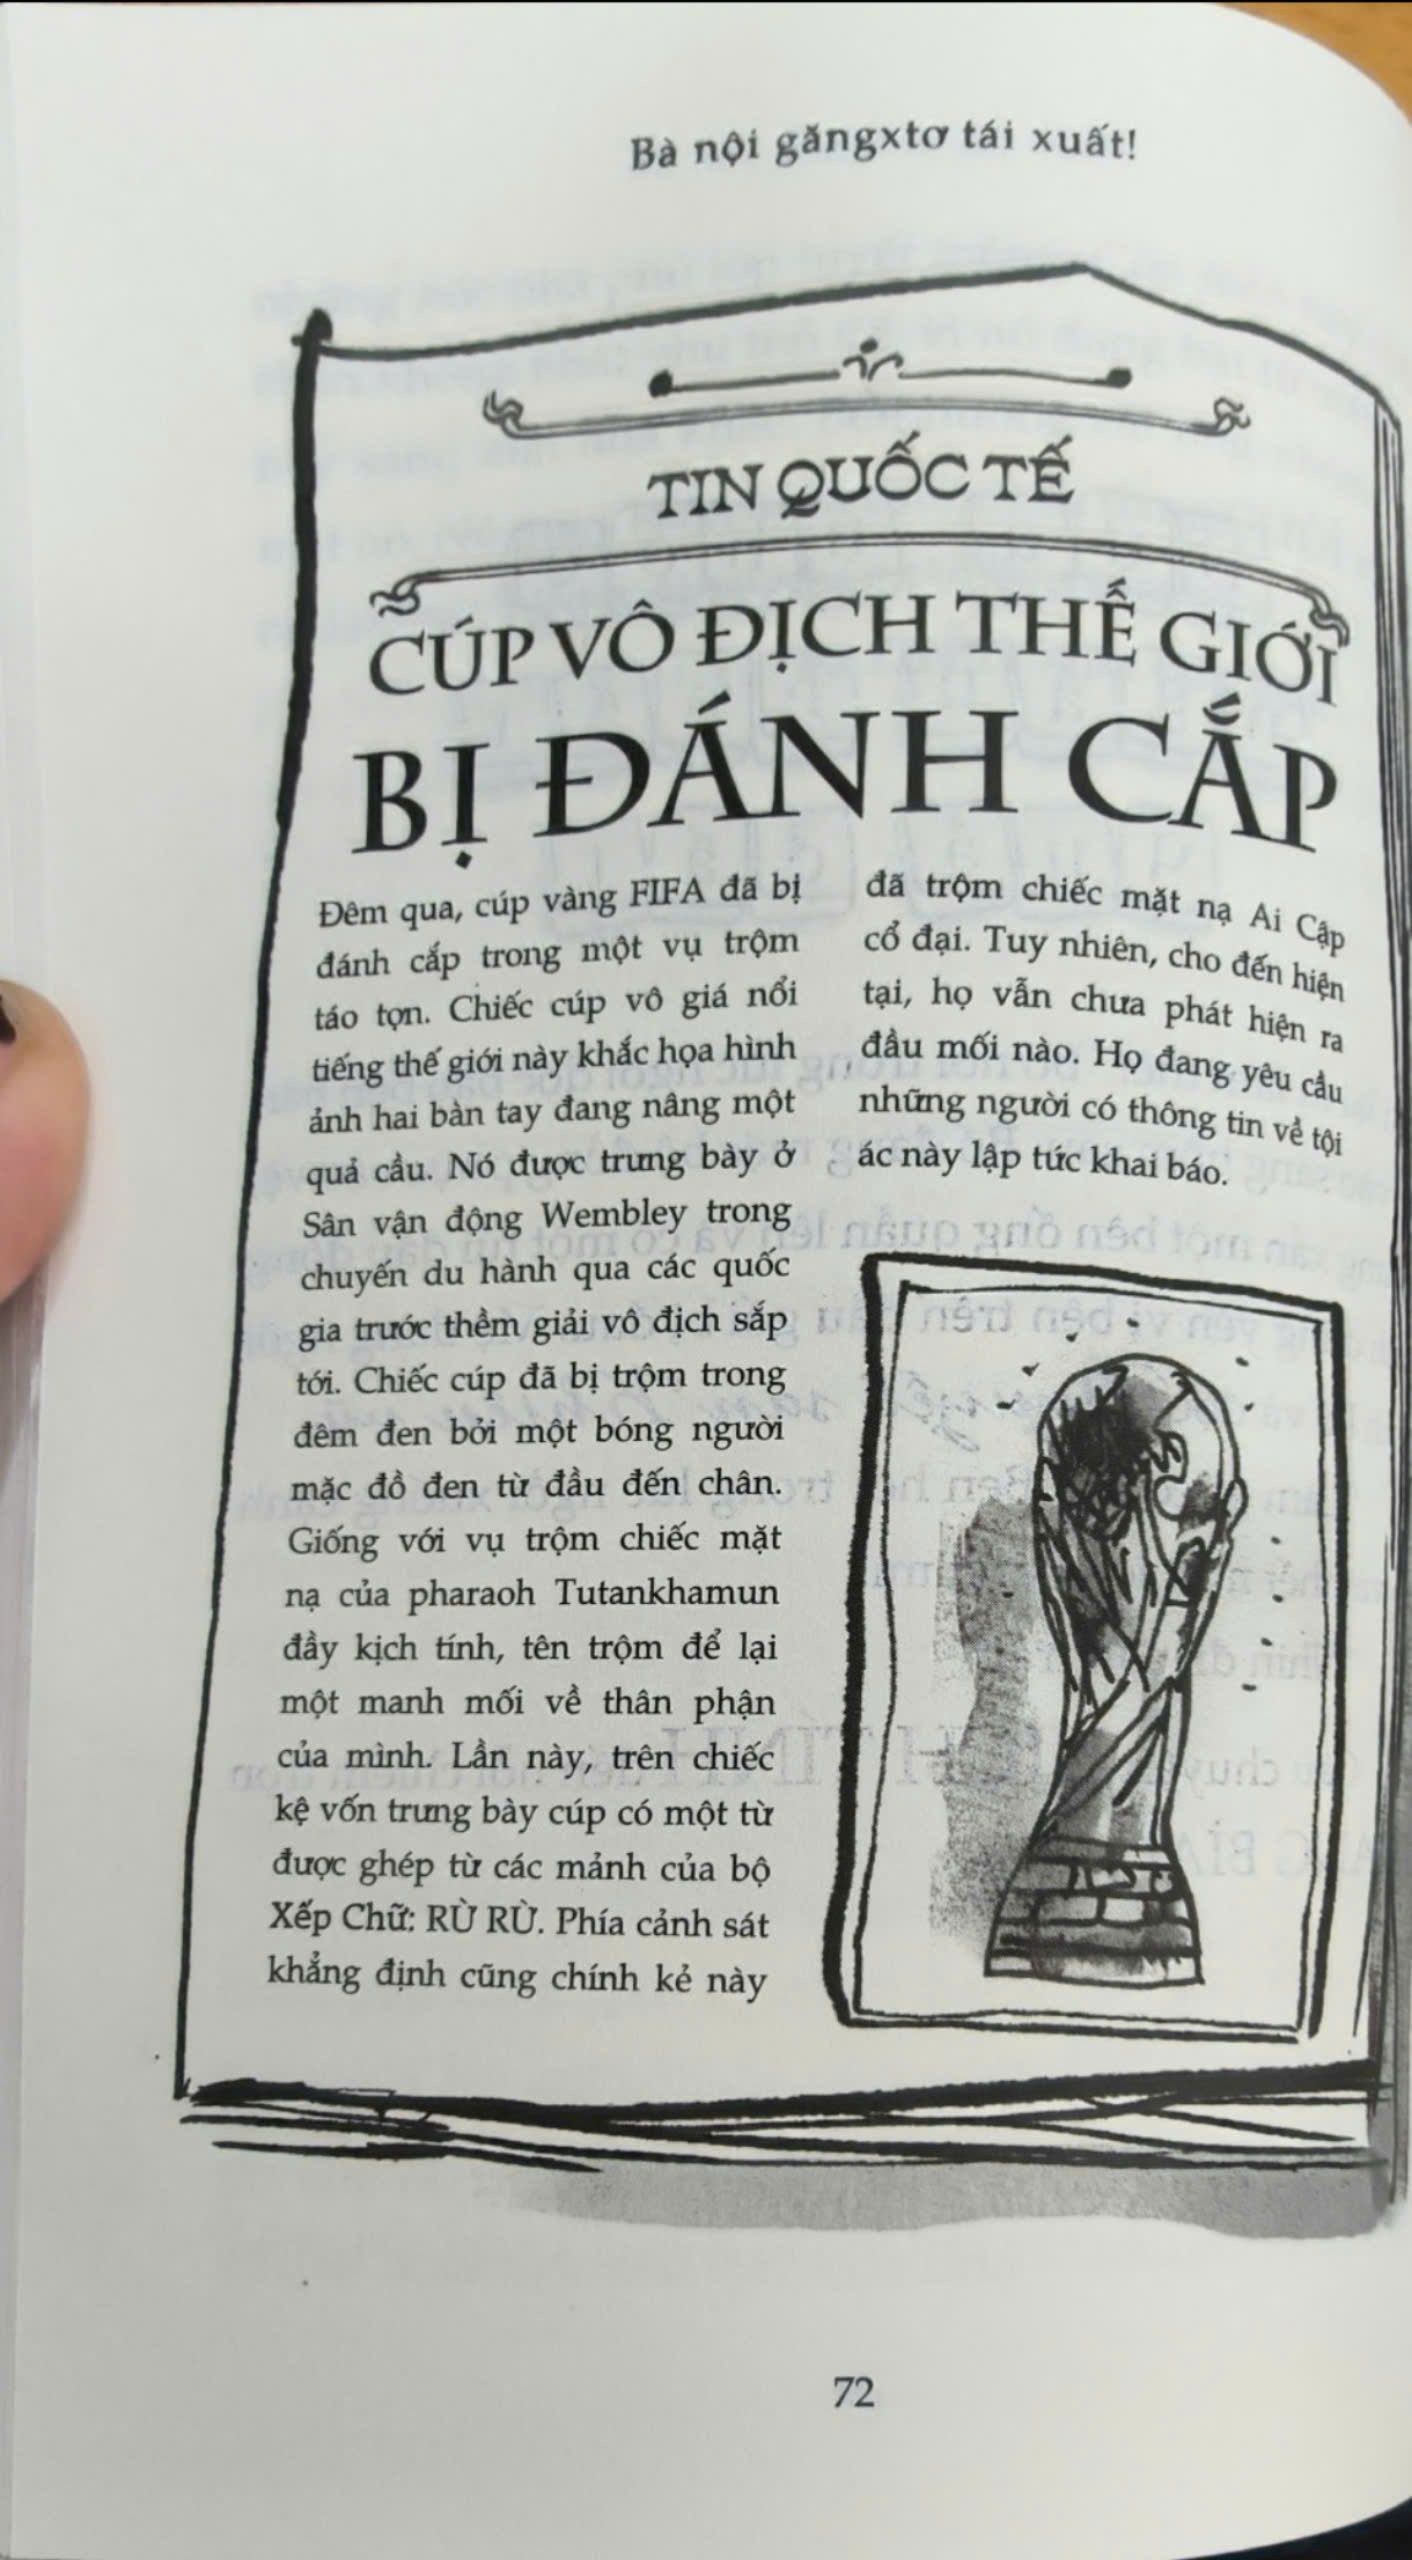 Bà nội găngxtơ tái xuất!
TIN QUỐC TẾ
CÚP VÔ ĐỊCH THẾ GIỚI
BỊ ĐÁNH CẮP
Đêm qua, cúp vàng FIFA đã bị
đánh cắp trong một vụ trộm
táo tợn. Chiếc cúp vô giá nổi
tiếng thế giới này khắc họa hình
ảnh hai bàn tay đang nâng một
quả cầu. Nó được trưng bày ở
Sân vận động Wembley trong
chuyến du hành qua các quốc
gia trước thềm giải vô địch sắp
tới. Chiếc cúp đã bị trộm trong
đêm đen bởi một bóng người
mặc đồ đen từ đầu đến chân.
Giống với vụ trộm chiếc mặt
nạ của pharaoh Tutankhamun
đầy kịch tính, tên trộm để lại
một manh mối về thân phận
của mình. Lần này, trên chiếc
kệ vốn trưng bày cúp có một từ
được ghép từ các mảnh của bộ
Xếp Chữ: RÙ RÙ. Phía cảnh sát
khẳng định cũng chính kẻ này
đã trộm chiếc mặt nạ Ai Cập
cổ đại. Tuy nhiên, cho đến hiện
tại, họ vẫn chưa phát hiện ra
đầu mối nào. Họ đang yêu cầu
những người có thông tin về tội
ác này lập tức khai báo.
72